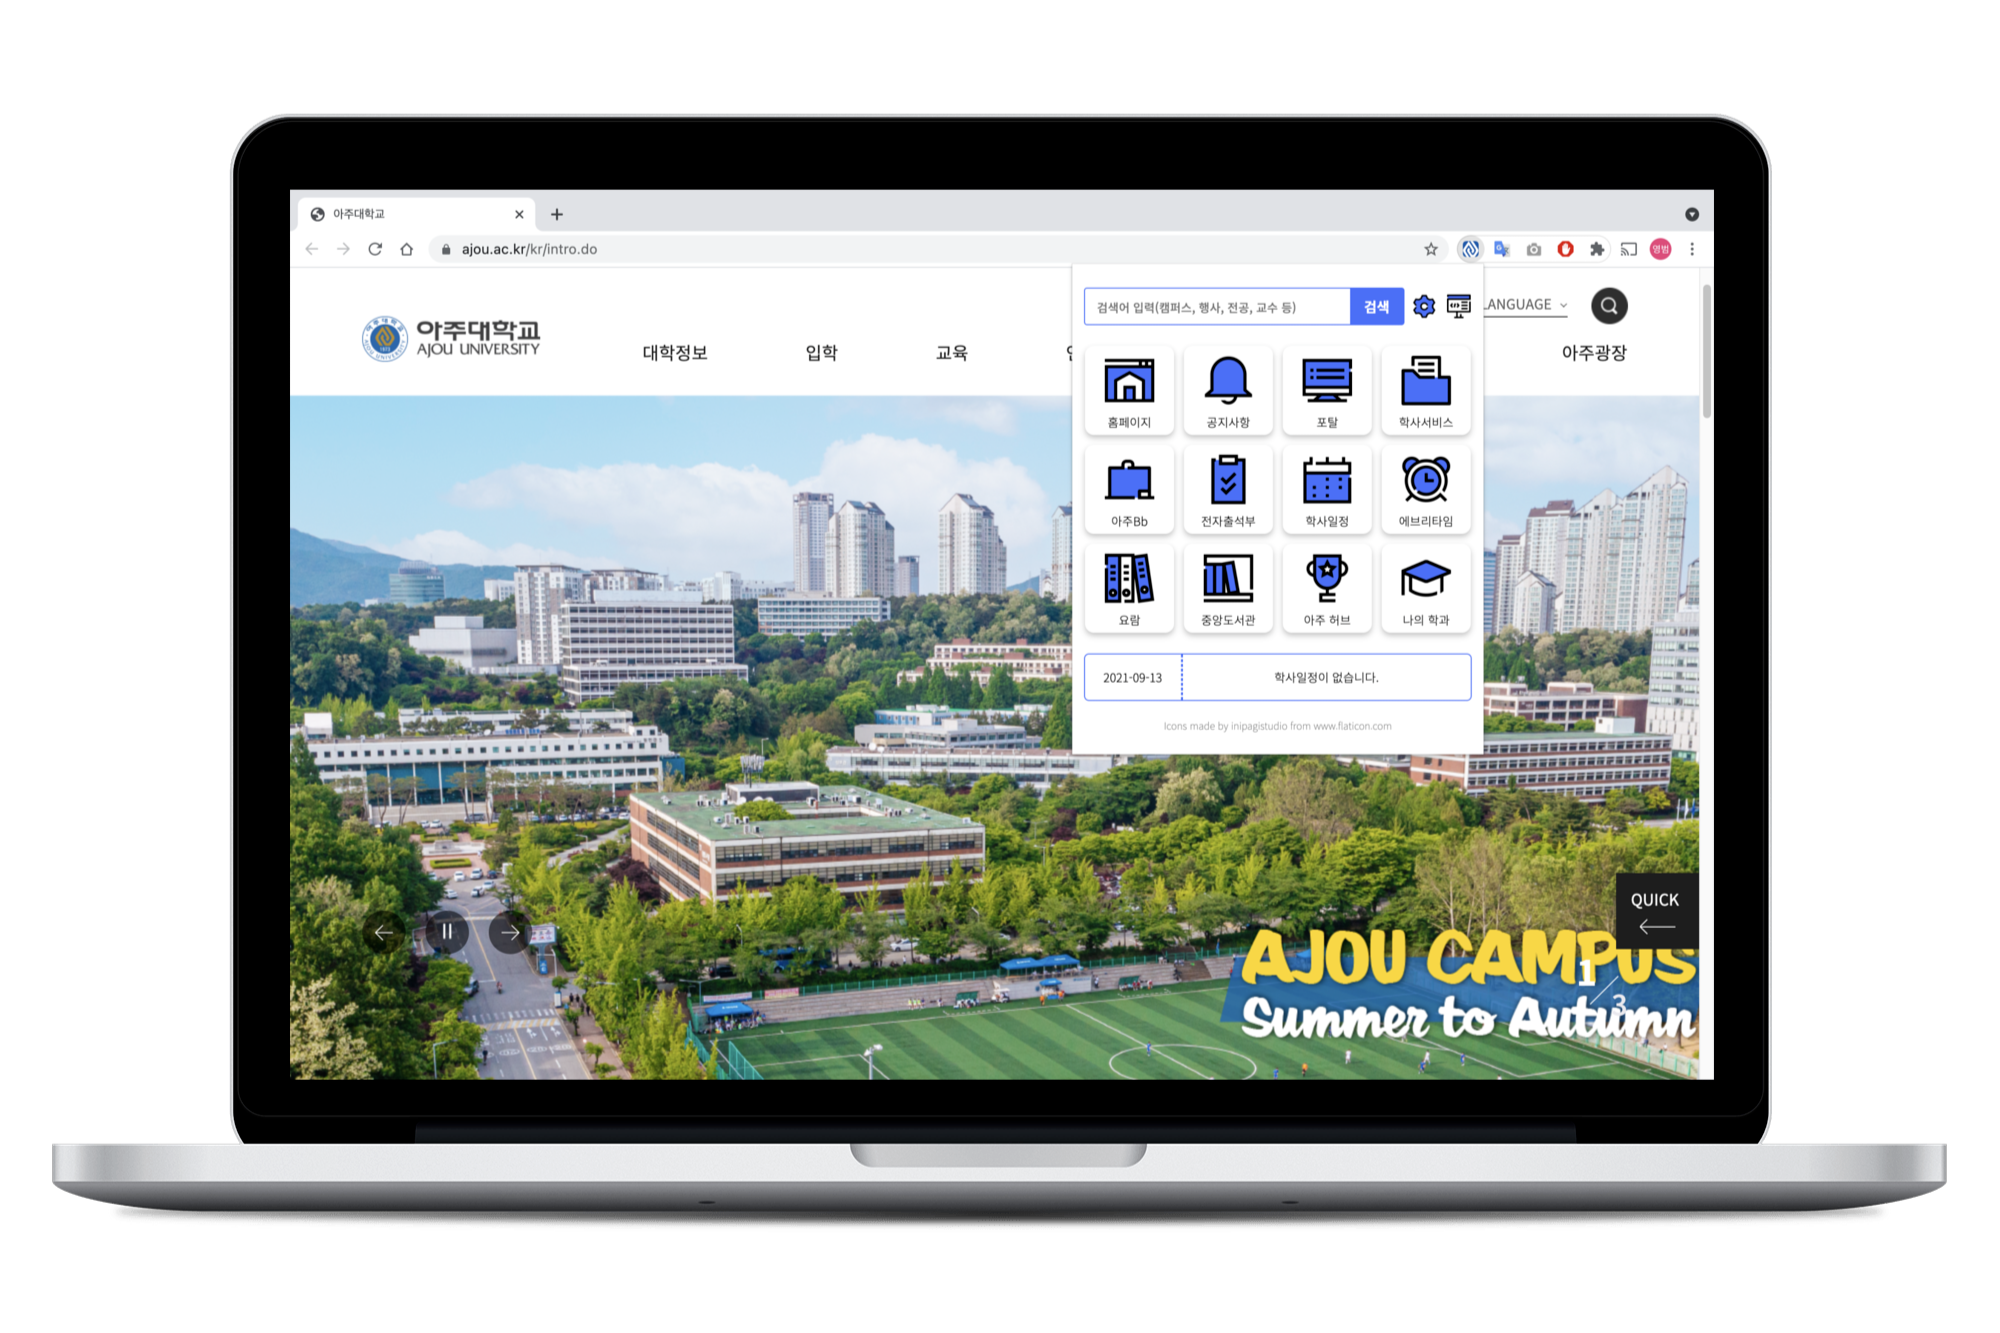 아주대학교
ajou.ac.kr/kr/intro.do
영범
검색어 입력(캠퍼스, 행사, 전공, 교수 등)
검색
LANGUAGE
아주대학교
AJOU UNIVERSITY
대학정보
입학
교육
아주광장
홈페이지
공지사항
포탈
학사서비스
아주Bb
전자출석부
학사일정
에브리타임
요람
중앙도서관
아주 허브
나의 학과
2021-09-13
학사일정이 없습니다.
Icons made by inipagistudio from www.flaticon.com
QUICK
AJOU CAMPUS
1
3
Summer to Autumn